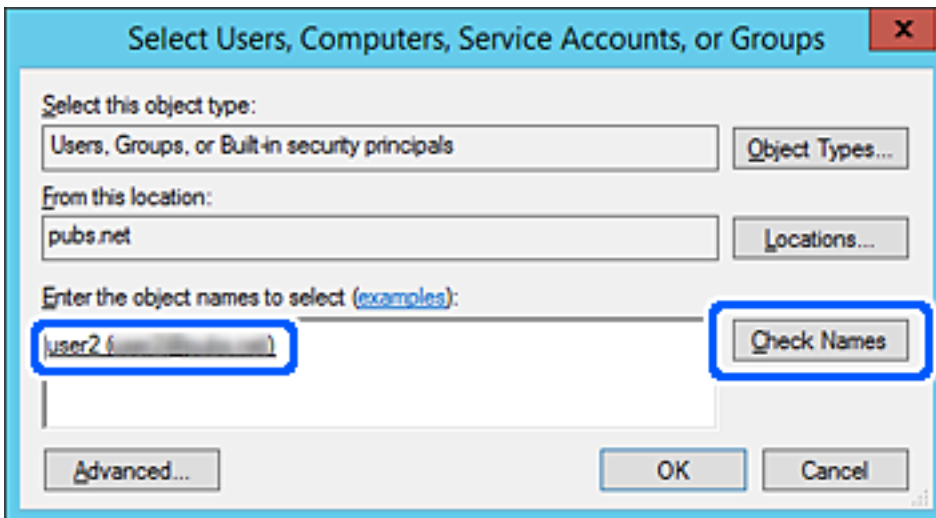 Select Users, Computers, Service Accounts, or Groups
x
Select this object type:
Users, Groups, or Built-in security principals
Object Types...
From this location:
pubs.net
Locations...
Enter the object names to select (examples):
user2 (
Check Names
Advanced...
OK
Cancel